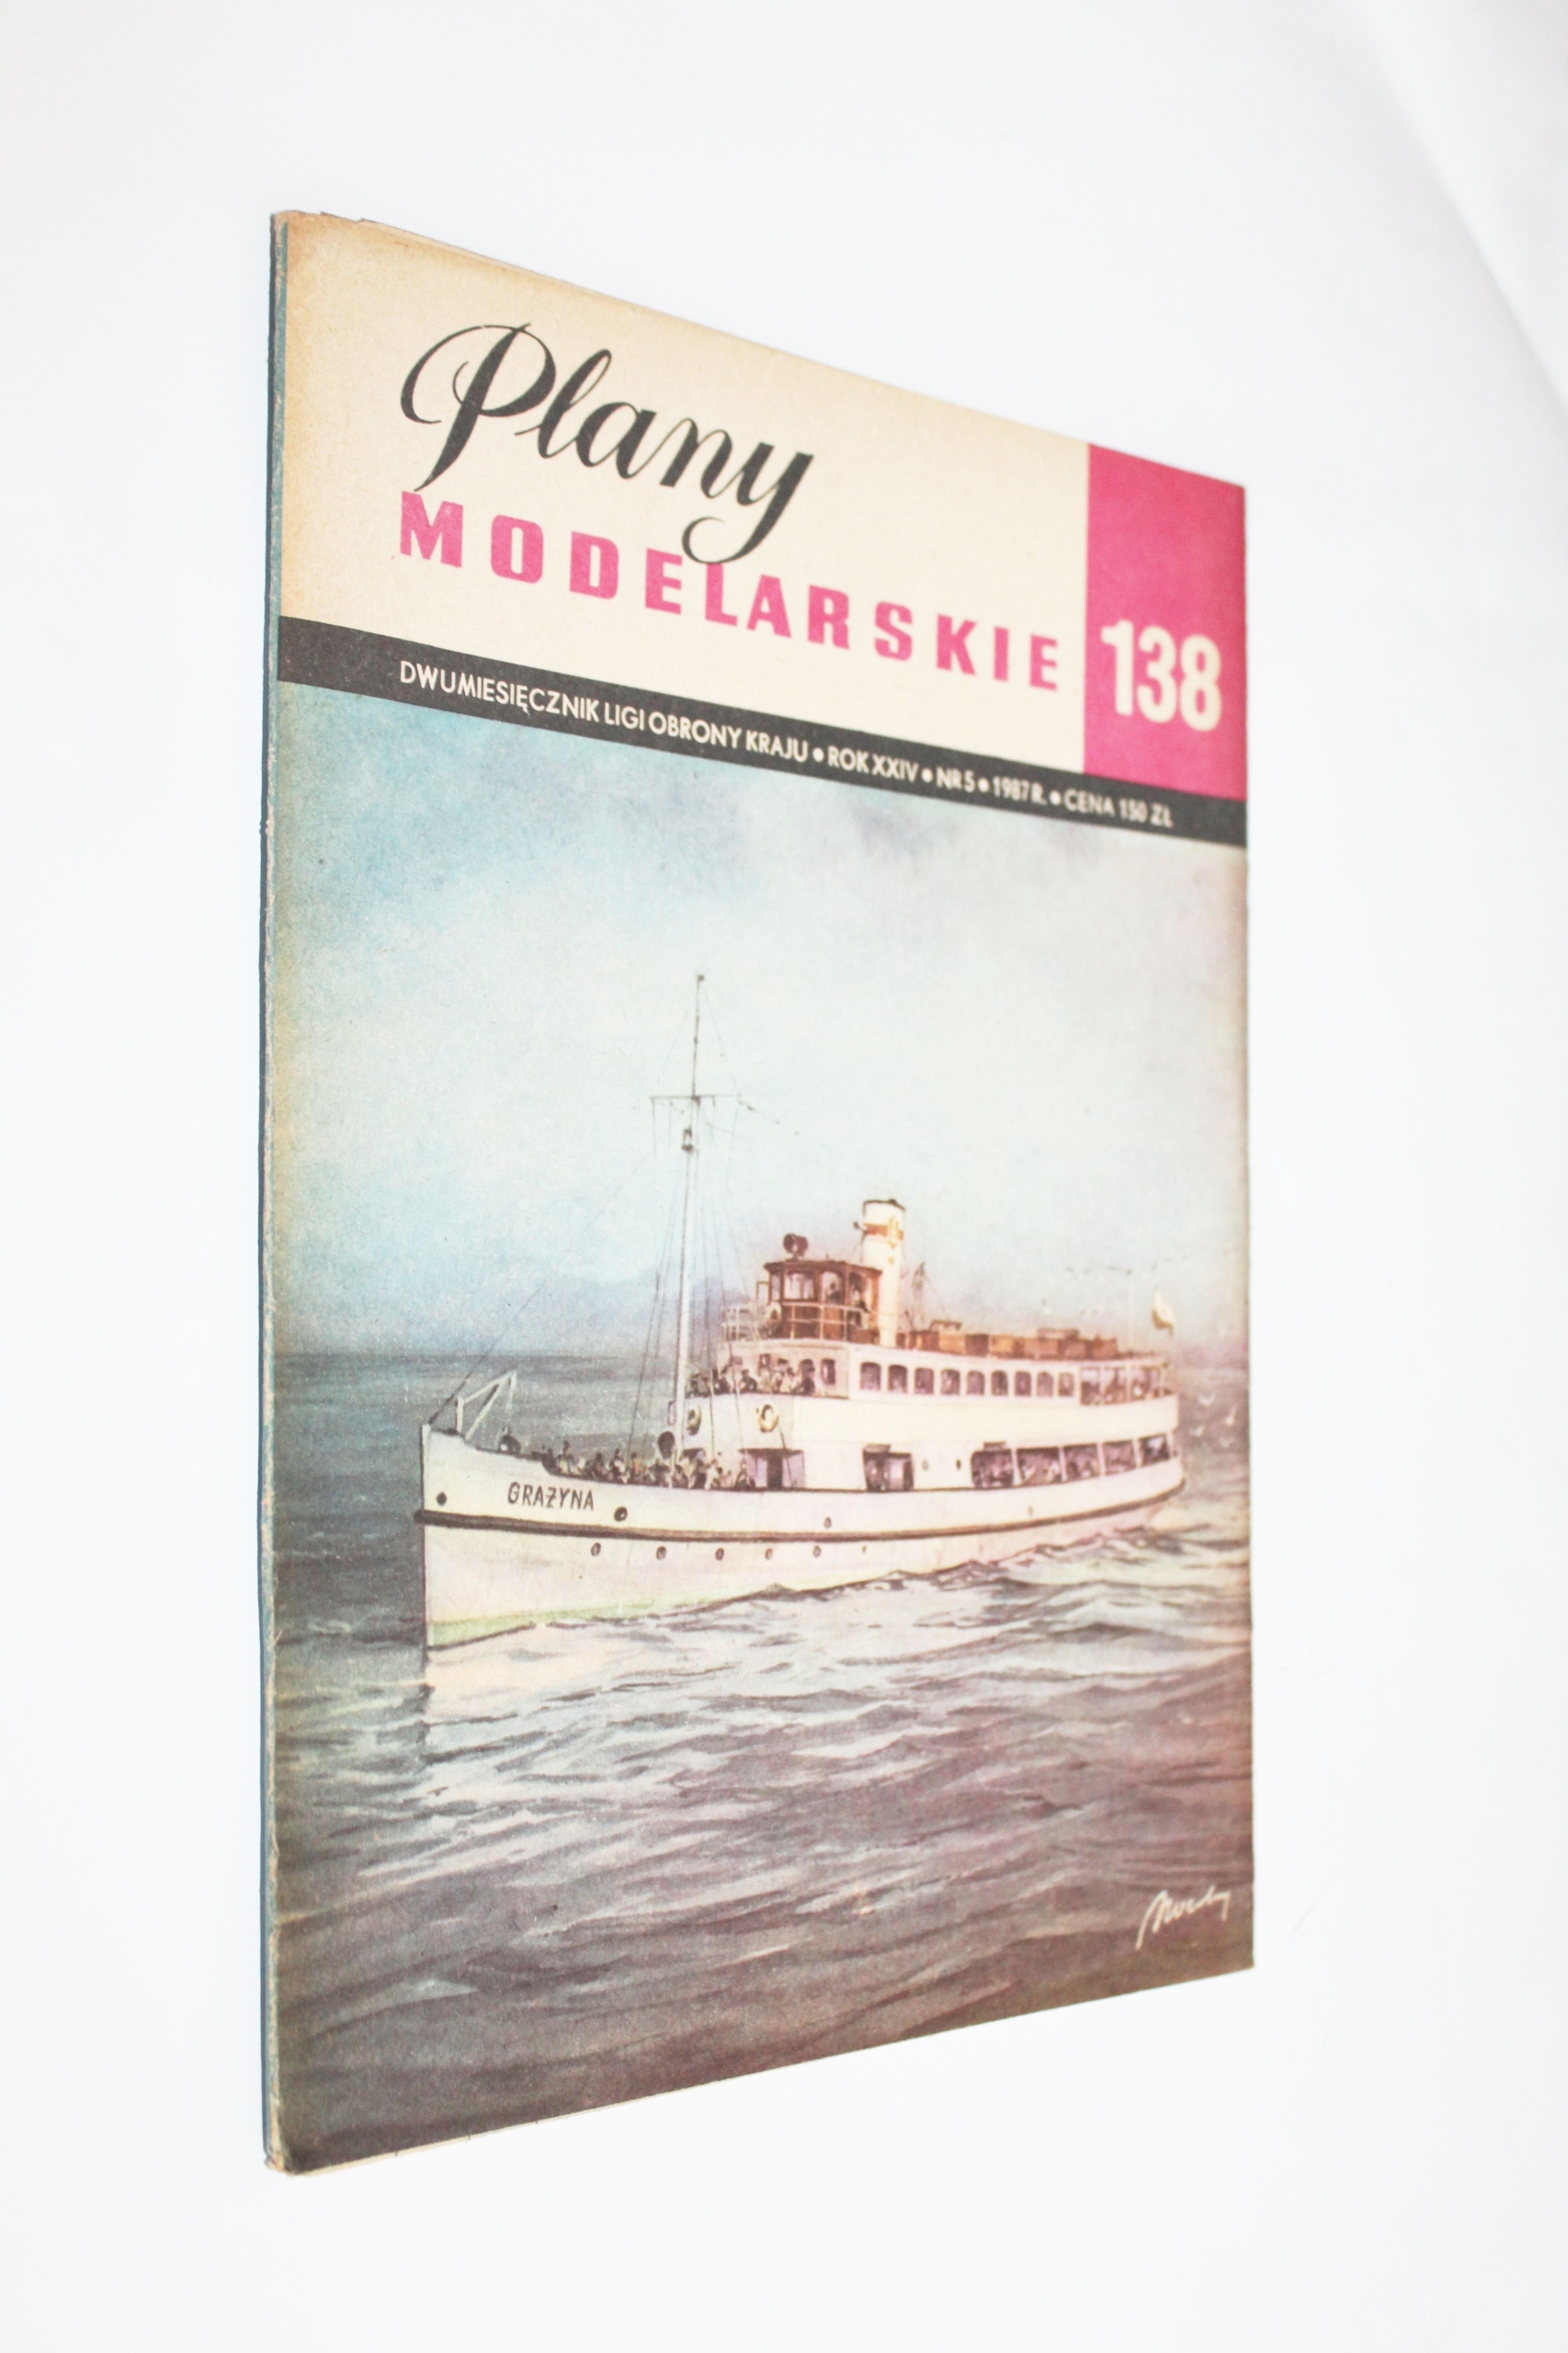 Plany
MODELARSKIE
138
DWUMIESIĘCZNIK LIGI OBRONY KRAJU • ROK XXIV • NR 5 • 1987 R. • CENA 150 ZŁ
GRAŻYNA